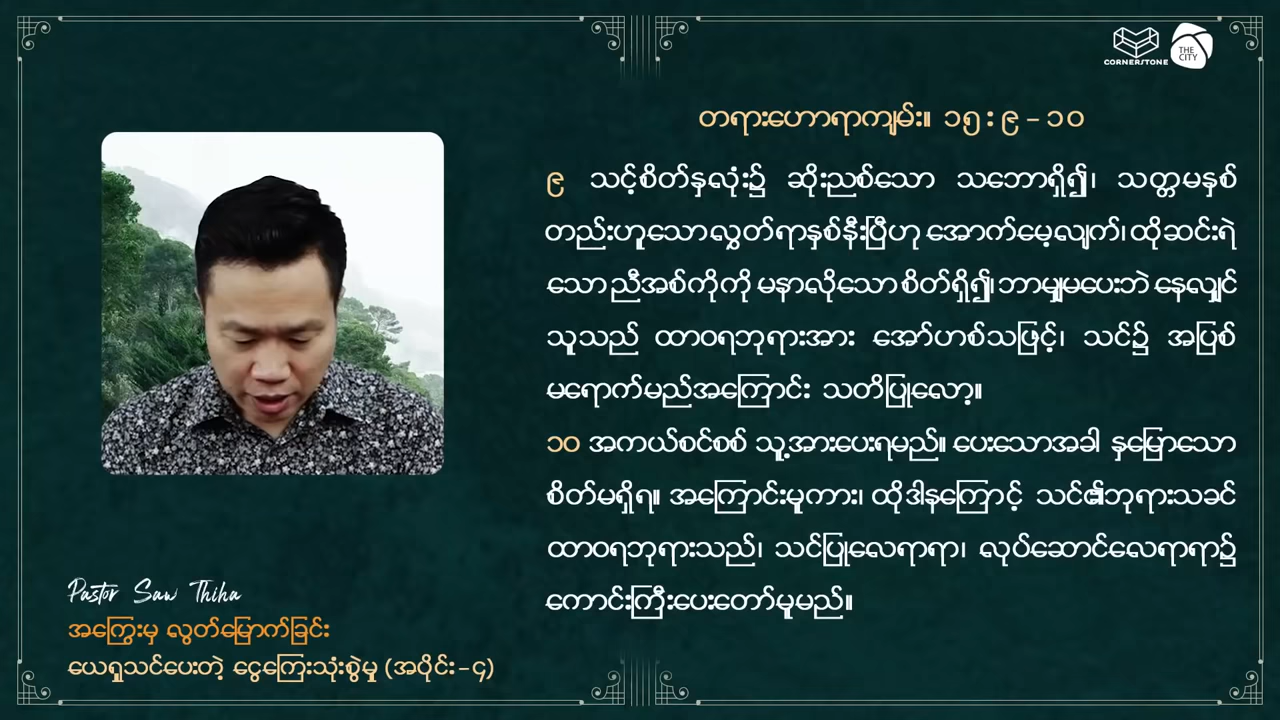 CORNERSTONE
THE
CITY
တရားဟောရာကျမ်း။ ၁၅ : ၉ – ၁၀
၉ သင့်စိတ်နှလုံး၌ ဆိုးညစ်သော သဘောရှိ၍၊ သတ္တမနှစ်
တည်းဟူသောလွှတ်ရာနှစ်နီးပြီဟု အောက်မေ့လျက်၊ ထိုဆင်းရဲ
သောညီအစ်ကိုကို မနာလိုသောစိတ်ရှိ၍၊ ဘာမျှမပေးဘဲ နေလျှင်
သူသည် ထာဝရဘုရားအား အော်ဟစ်သဖြင့်၊ သင်၌ အပြစ်
မရောက်မည်အကြောင်း သတိပြုလော့။
၁၀ အကယ်စင်စစ် သူ့အားပေးရမည်။ ပေးသောအခါ နှမြောသော
စိတ်မရှိရ။ အကြောင်းမူကား၊ ထိုဒါနကြောင့် သင်၏ဘုရားသခင်
ထာဝရဘုရားသည်၊ သင်ပြုလေရာရာ၊ လုပ်ဆောင်လေရာရာ၌
ကောင်းကြီးပေးတော်မူမည်။
Pastor Saw Thiha
အကြွေးမှ လွတ်မြောက်ခြင်း
ယေရှုသင်ပေးတဲ့ ငွေကြေးသုံးစွဲမှု (အပိုင်း – ၄)